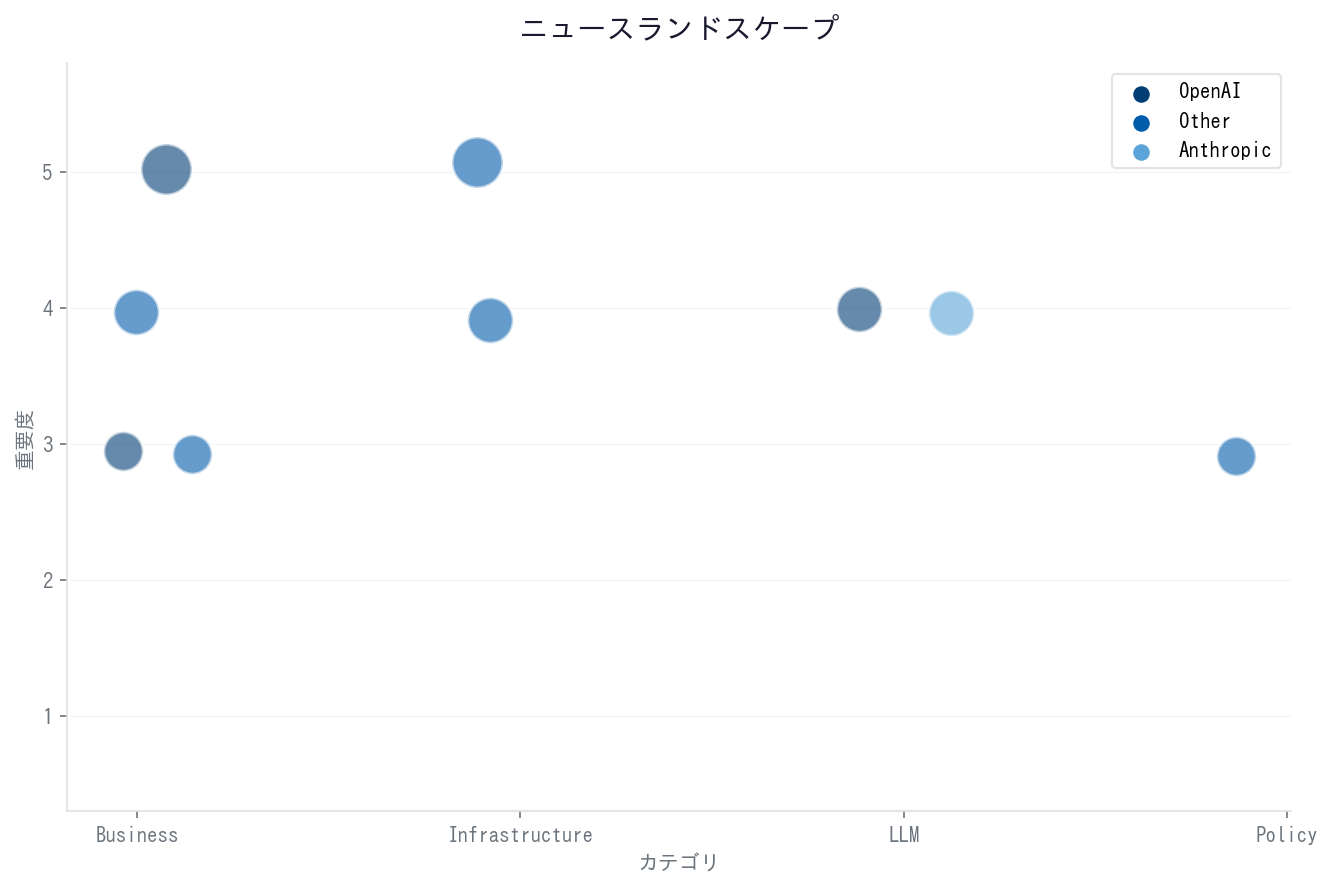 ニュースランドスケープ
OpenAI
Other
Anthropic
5
4
3
2
1
重要度
Business
Infrastructure
LLM
Policy
カテゴリ